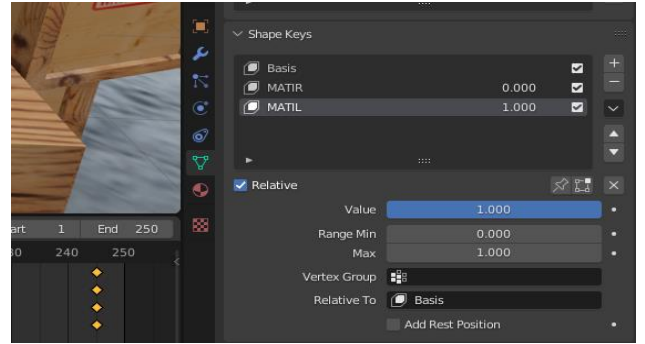 Shape Keys
Basis
MATIR 0.000
MATIL 1.000
Relative
Value 1.000
Range Min 0.000
Max 1.000
Vertex Group
Relative To Basis
Add Rest Position
art 1 End 250
30 240 250